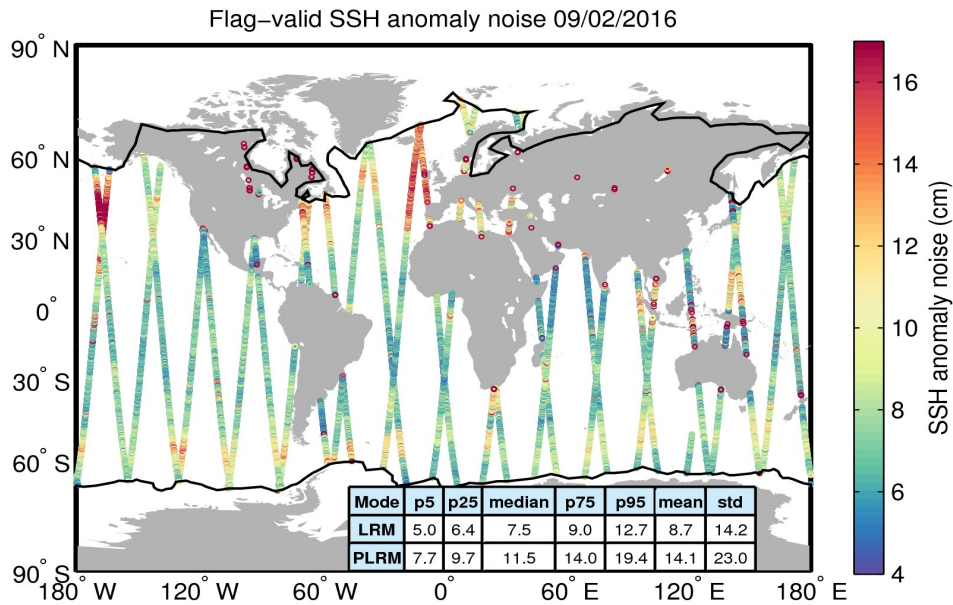 Flag−valid SSH anomaly noise 09/02/2016
90° N
60° N
30° N
0°
30° S
60° S
90° S
180° W
120° W
60° W
0°
60° E
120° E
180° E
16
14
12
10
8
6
4
SSH anomaly noise (cm)
Mode p5 p25 median p75 p95 mean std
LRM 5.0 6.4 7.5 9.0 12.7 8.7 14.2
PLRM 7.7 9.7 11.5 14.0 19.4 14.1 23.0